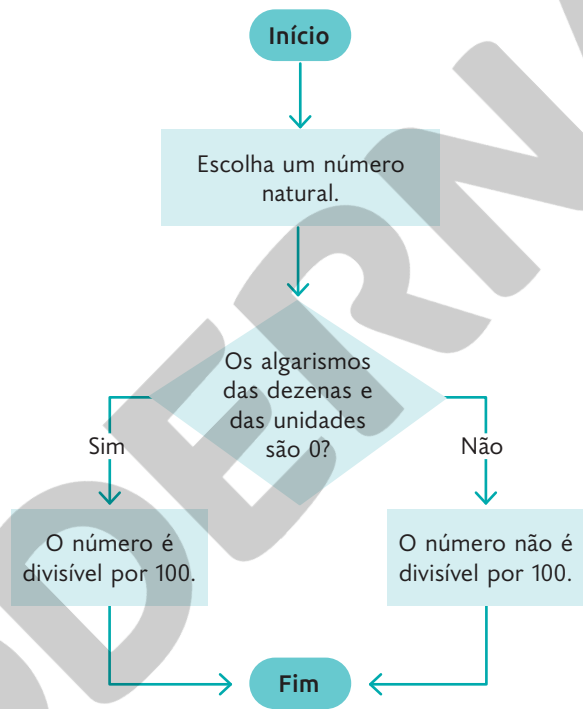 Início
Escolha um número
natural.
Os algarismos
das dezenas e
das unidades
são 0?
Sim
Não
O número é
divisível por 100.
O número não é
divisível por 100.
Fim